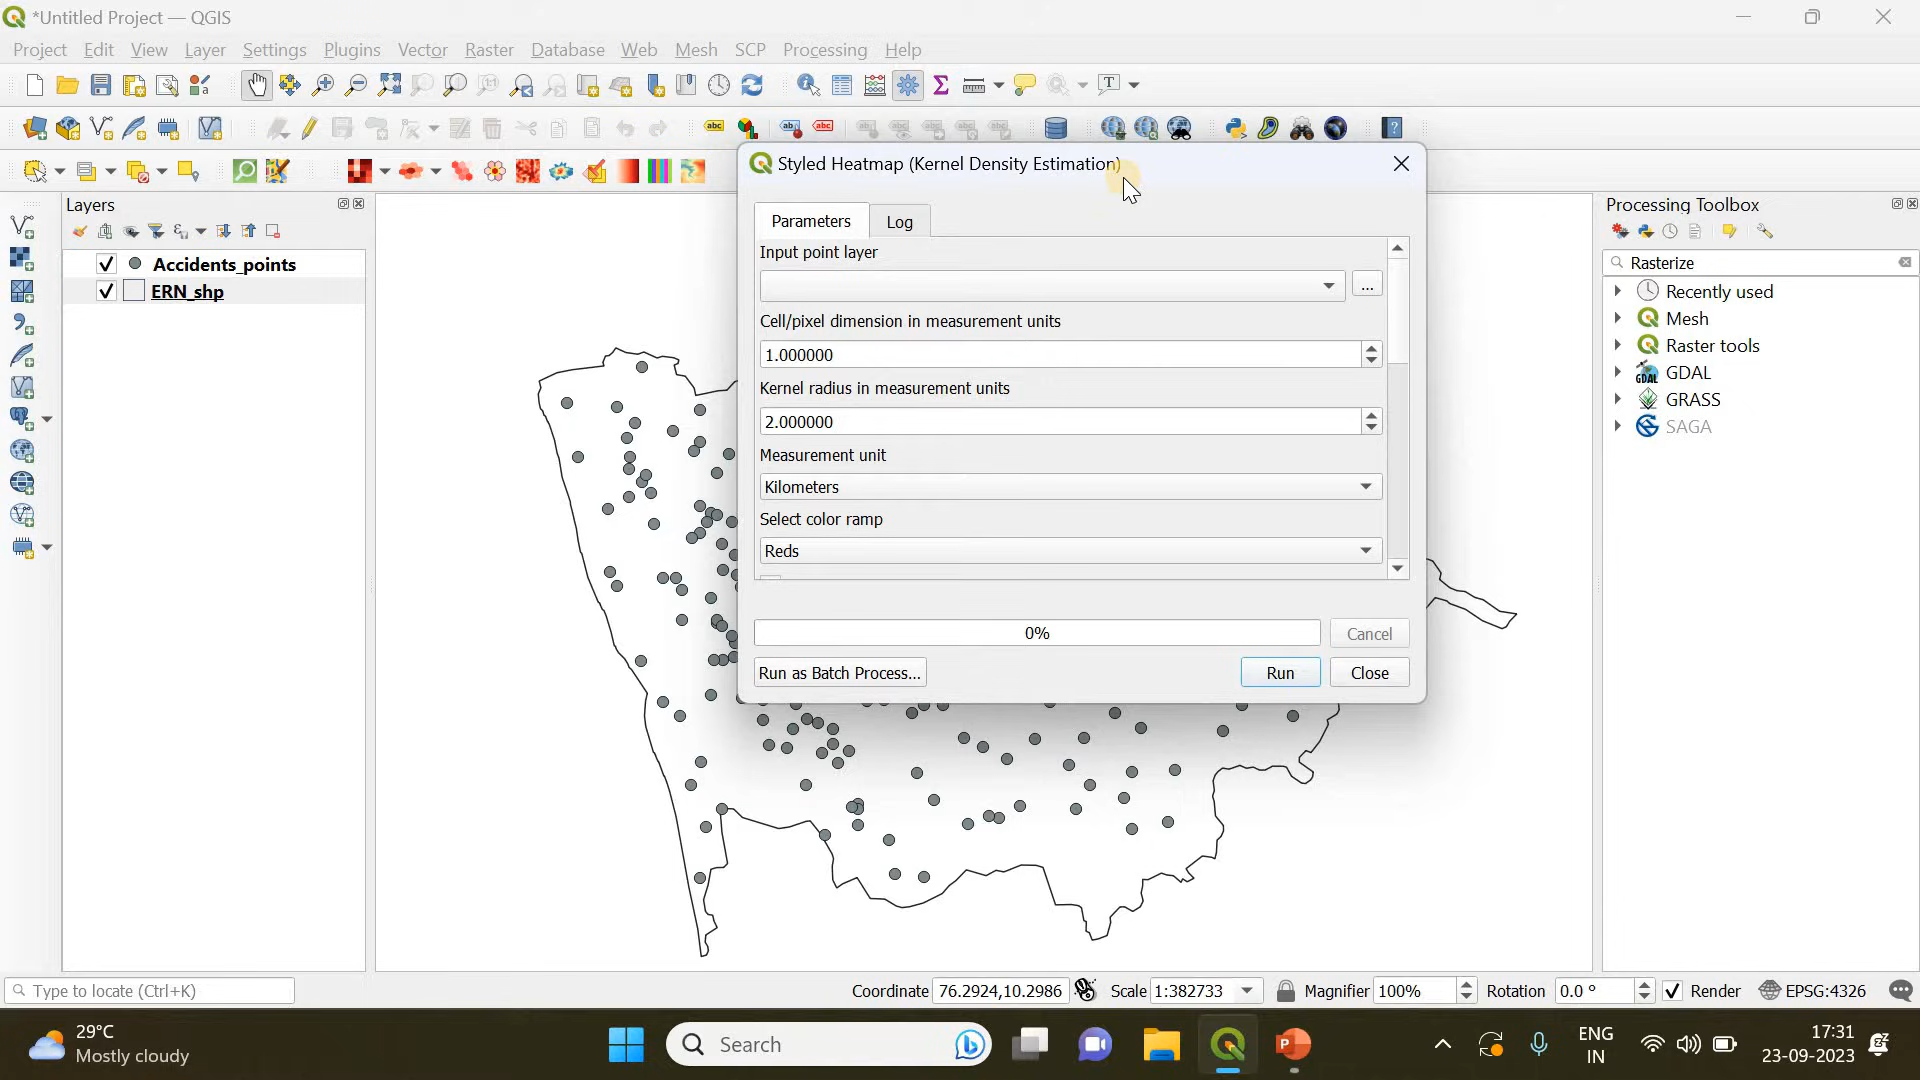 *Untitled Project — QGIS
Project Edit View Layer Settings Plugins Vector Raster Database Web Mesh SCP Processing Help
abc abc abc
Styled Heatmap (Kernel Density Estimation)
Layers
Accidents_points
ERN_shp
Parameters
Log
Input point layer
...
Cell/pixel dimension in measurement units
1.000000
Kernel radius in measurement units
2.000000
Measurement unit
Kilometers
Select color ramp
Reds
0%
Cancel
Run as Batch Process...
Run
Close
Processing Toolbox
Rasterize
Recently used
Mesh
Raster tools
GDAL
GRASS
SAGA
Type to locate (Ctrl+K)
Coordinate 76.2924,10.2986 Scale 1:382733 Magnifier 100% Rotation 0.0 ° Render EPSG:4326
29°C
Mostly cloudy
Search
ENG
IN
17:31
23-09-2023